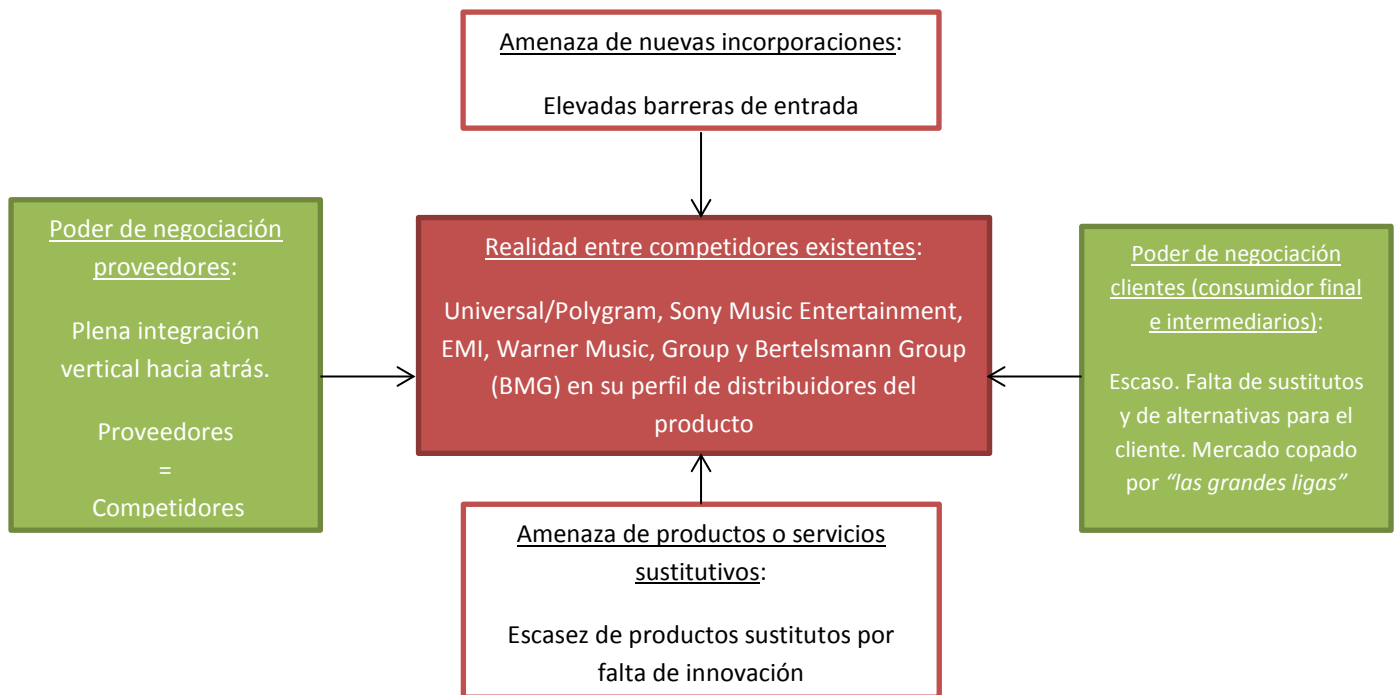 Amenaza de nuevas incorporaciones:
Elevadas barreras de entrada
Poder de negociación
proveedores:
Plena integración
vertical hacia atrás.
Proveedores
=
Competidores
Realidad entre competidores existentes:
Universal/Polygram, Sony Music Entertainment,
EMI, Warner Music, Group y Bertelsmann Group
(BMG) en su perfil de distribuidores del
producto
Poder de negociación
clientes (consumidor final
e intermediarios):
Escaso. Falta de sustitutos
y de alternativas para el
cliente. Mercado copado
por “las grandes ligas”
Amenaza de productos o servicios
sustitutivos:
Escasez de productos sustitutos por
falta de innovación